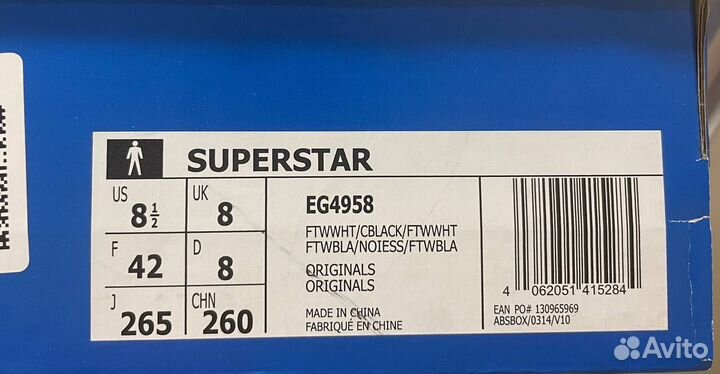 SUPERSTAR
US 8½ UK 8
F 42 D 8
J 265 CHN 260
EG4958
FTWWHT/CBLACK/FTWWHT
FTWBLA/NOIESS/FTWBLA
ORIGINALS
ORIGINALS
MADE IN CHINA
FABRIQUÉ EN CHINE
4 062051 415284
EAN PO# 130965969
ABSBOX/0314/V10
Avito